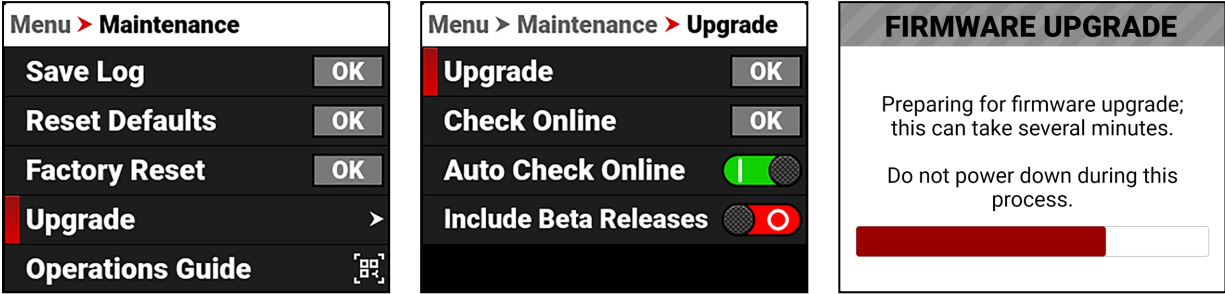 Menu > Maintenance
Save Log OK
Reset Defaults OK
Factory Reset OK
Upgrade >
Operations Guide
Menu > Maintenance > Upgrade
Upgrade OK
Check Online OK
Auto Check Online
Include Beta Releases
FIRMWARE UPGRADE
Preparing for firmware upgrade;
this can take several minutes.
Do not power down during this
process.